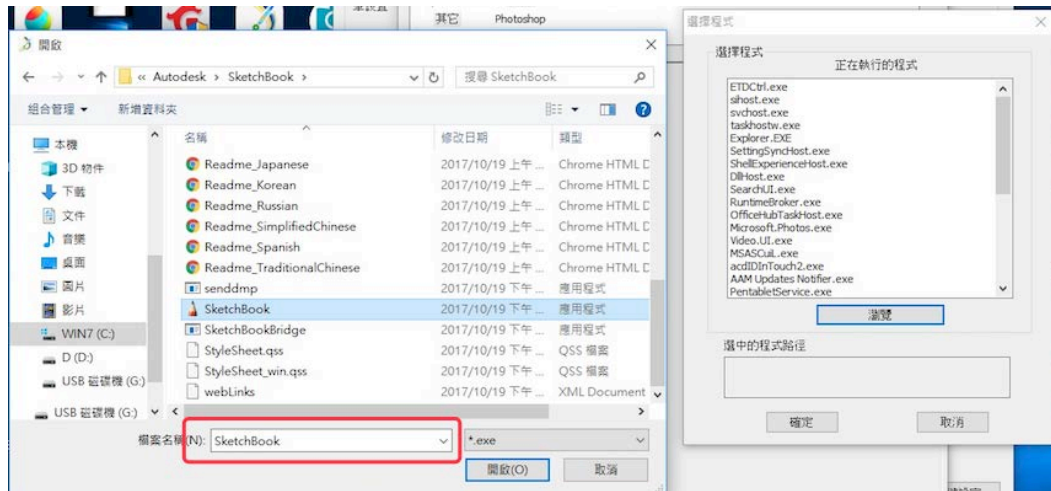 其它 Photoshop
開啟
« Autodesk › SketchBook ›
搜尋 SketchBook
組合管理
新增資料夾
本機
3D 物件
下載
文件
音樂
桌面
圖片
影片
WIN7 (C:)
D (D:)
USB 磁碟機 (G:)
USB 磁碟機 (G:)
名稱 修改日期 類型
Readme_Japanese 2017/10/19 上午 ... Chrome HTML D
Readme_Korean 2017/10/19 上午 ... Chrome HTML D
Readme_Russian 2017/10/19 上午 ... Chrome HTML D
Readme_SimplifiedChinese 2017/10/19 上午 ... Chrome HTML D
Readme_Spanish 2017/10/19 上午 ... Chrome HTML D
Readme_TraditionalChinese 2017/10/19 上午 ... Chrome HTML D
senddmp 2017/10/19 下午 ... 應用程式
SketchBook 2017/10/19 下午 ... 應用程式
SketchBookBridge 2017/10/19 下午 ... 應用程式
StyleSheet.qss 2017/10/19 下午 ... QSS 檔案
StyleSheet_win.qss 2017/10/19 下午 ... QSS 檔案
webLinks 2017/10/19 下午 ... XML Document
檔案名稱(N): SketchBook
*.exe
開啟(O) 取消
選擇程式
選擇程式
正在執行的程式
ETDCtrl.exe
sihost.exe
svchost.exe
taskhostw.exe
Explorer.EXE
SettingSyncHost.exe
ShellExperienceHost.exe
DllHost.exe
SearchUI.exe
RuntimeBroker.exe
OfficeHubTaskHost.exe
Microsoft.Photos.exe
Video.UI.exe
MSASCuiL.exe
acdIDInTouch2.exe
AAM Updates Notifier.exe
PentabletService.exe
瀏覽
選中的程式路徑
確定 取消